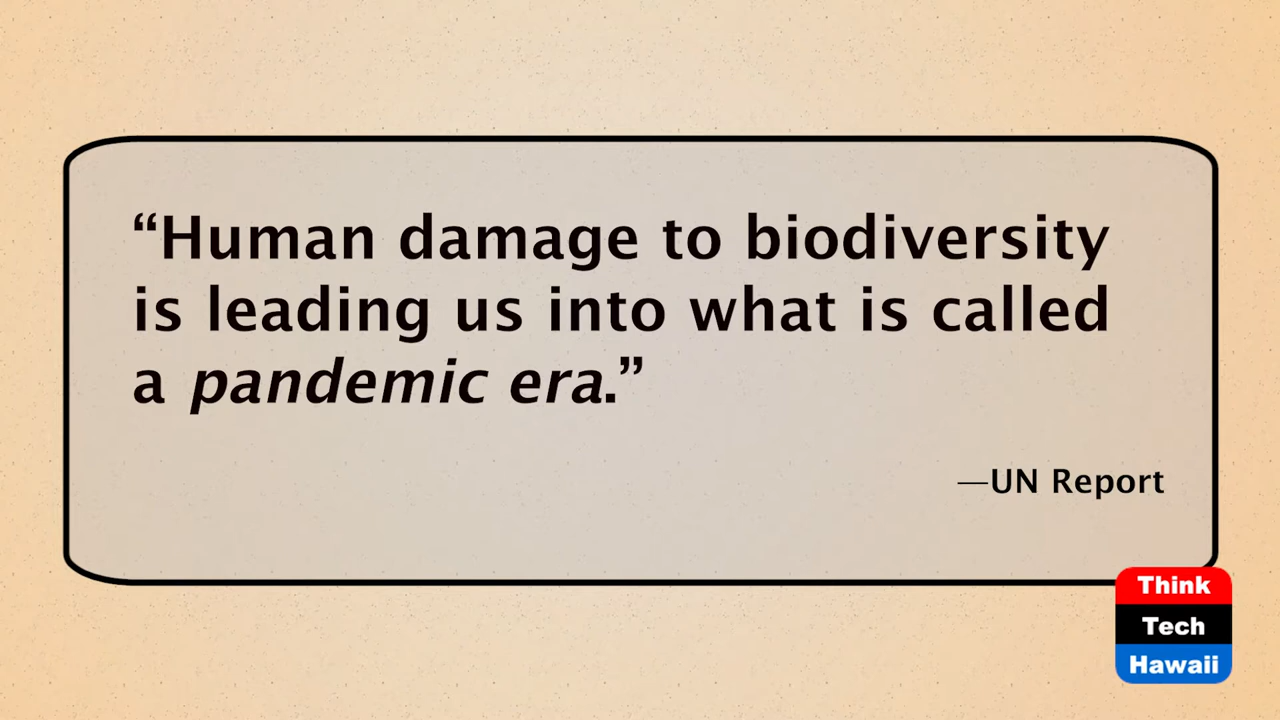 “Human damage to biodiversity
is leading us into what is called
a pandemic era.”
—UN Report
Think
Tech
Hawaii